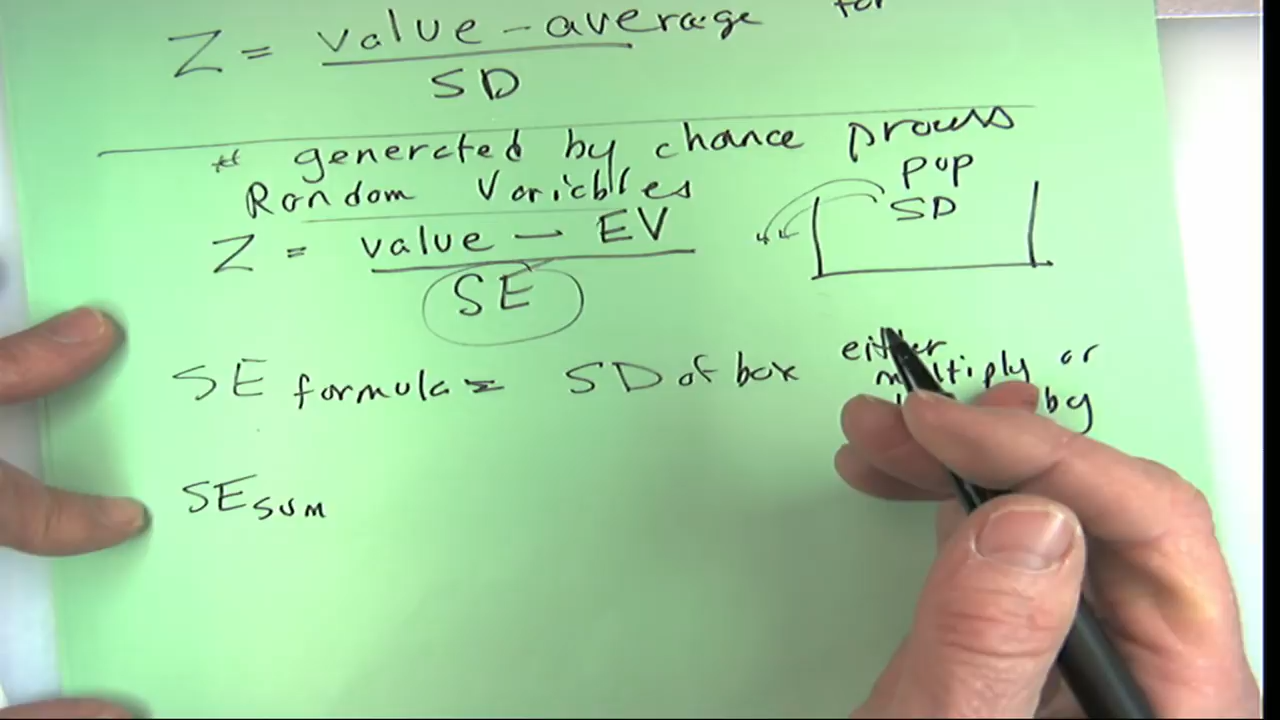 Z = value - average for
SD
* generated by chance process
Random Variables
pop
SD
Z = value - EV
SE
SE formula = SD of box either
multiply or
by
SE sum